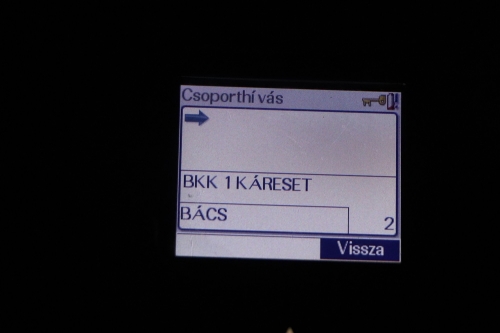 Csoporthívás
BKK 1 KÁRESET
BÁCS
2
Vissza